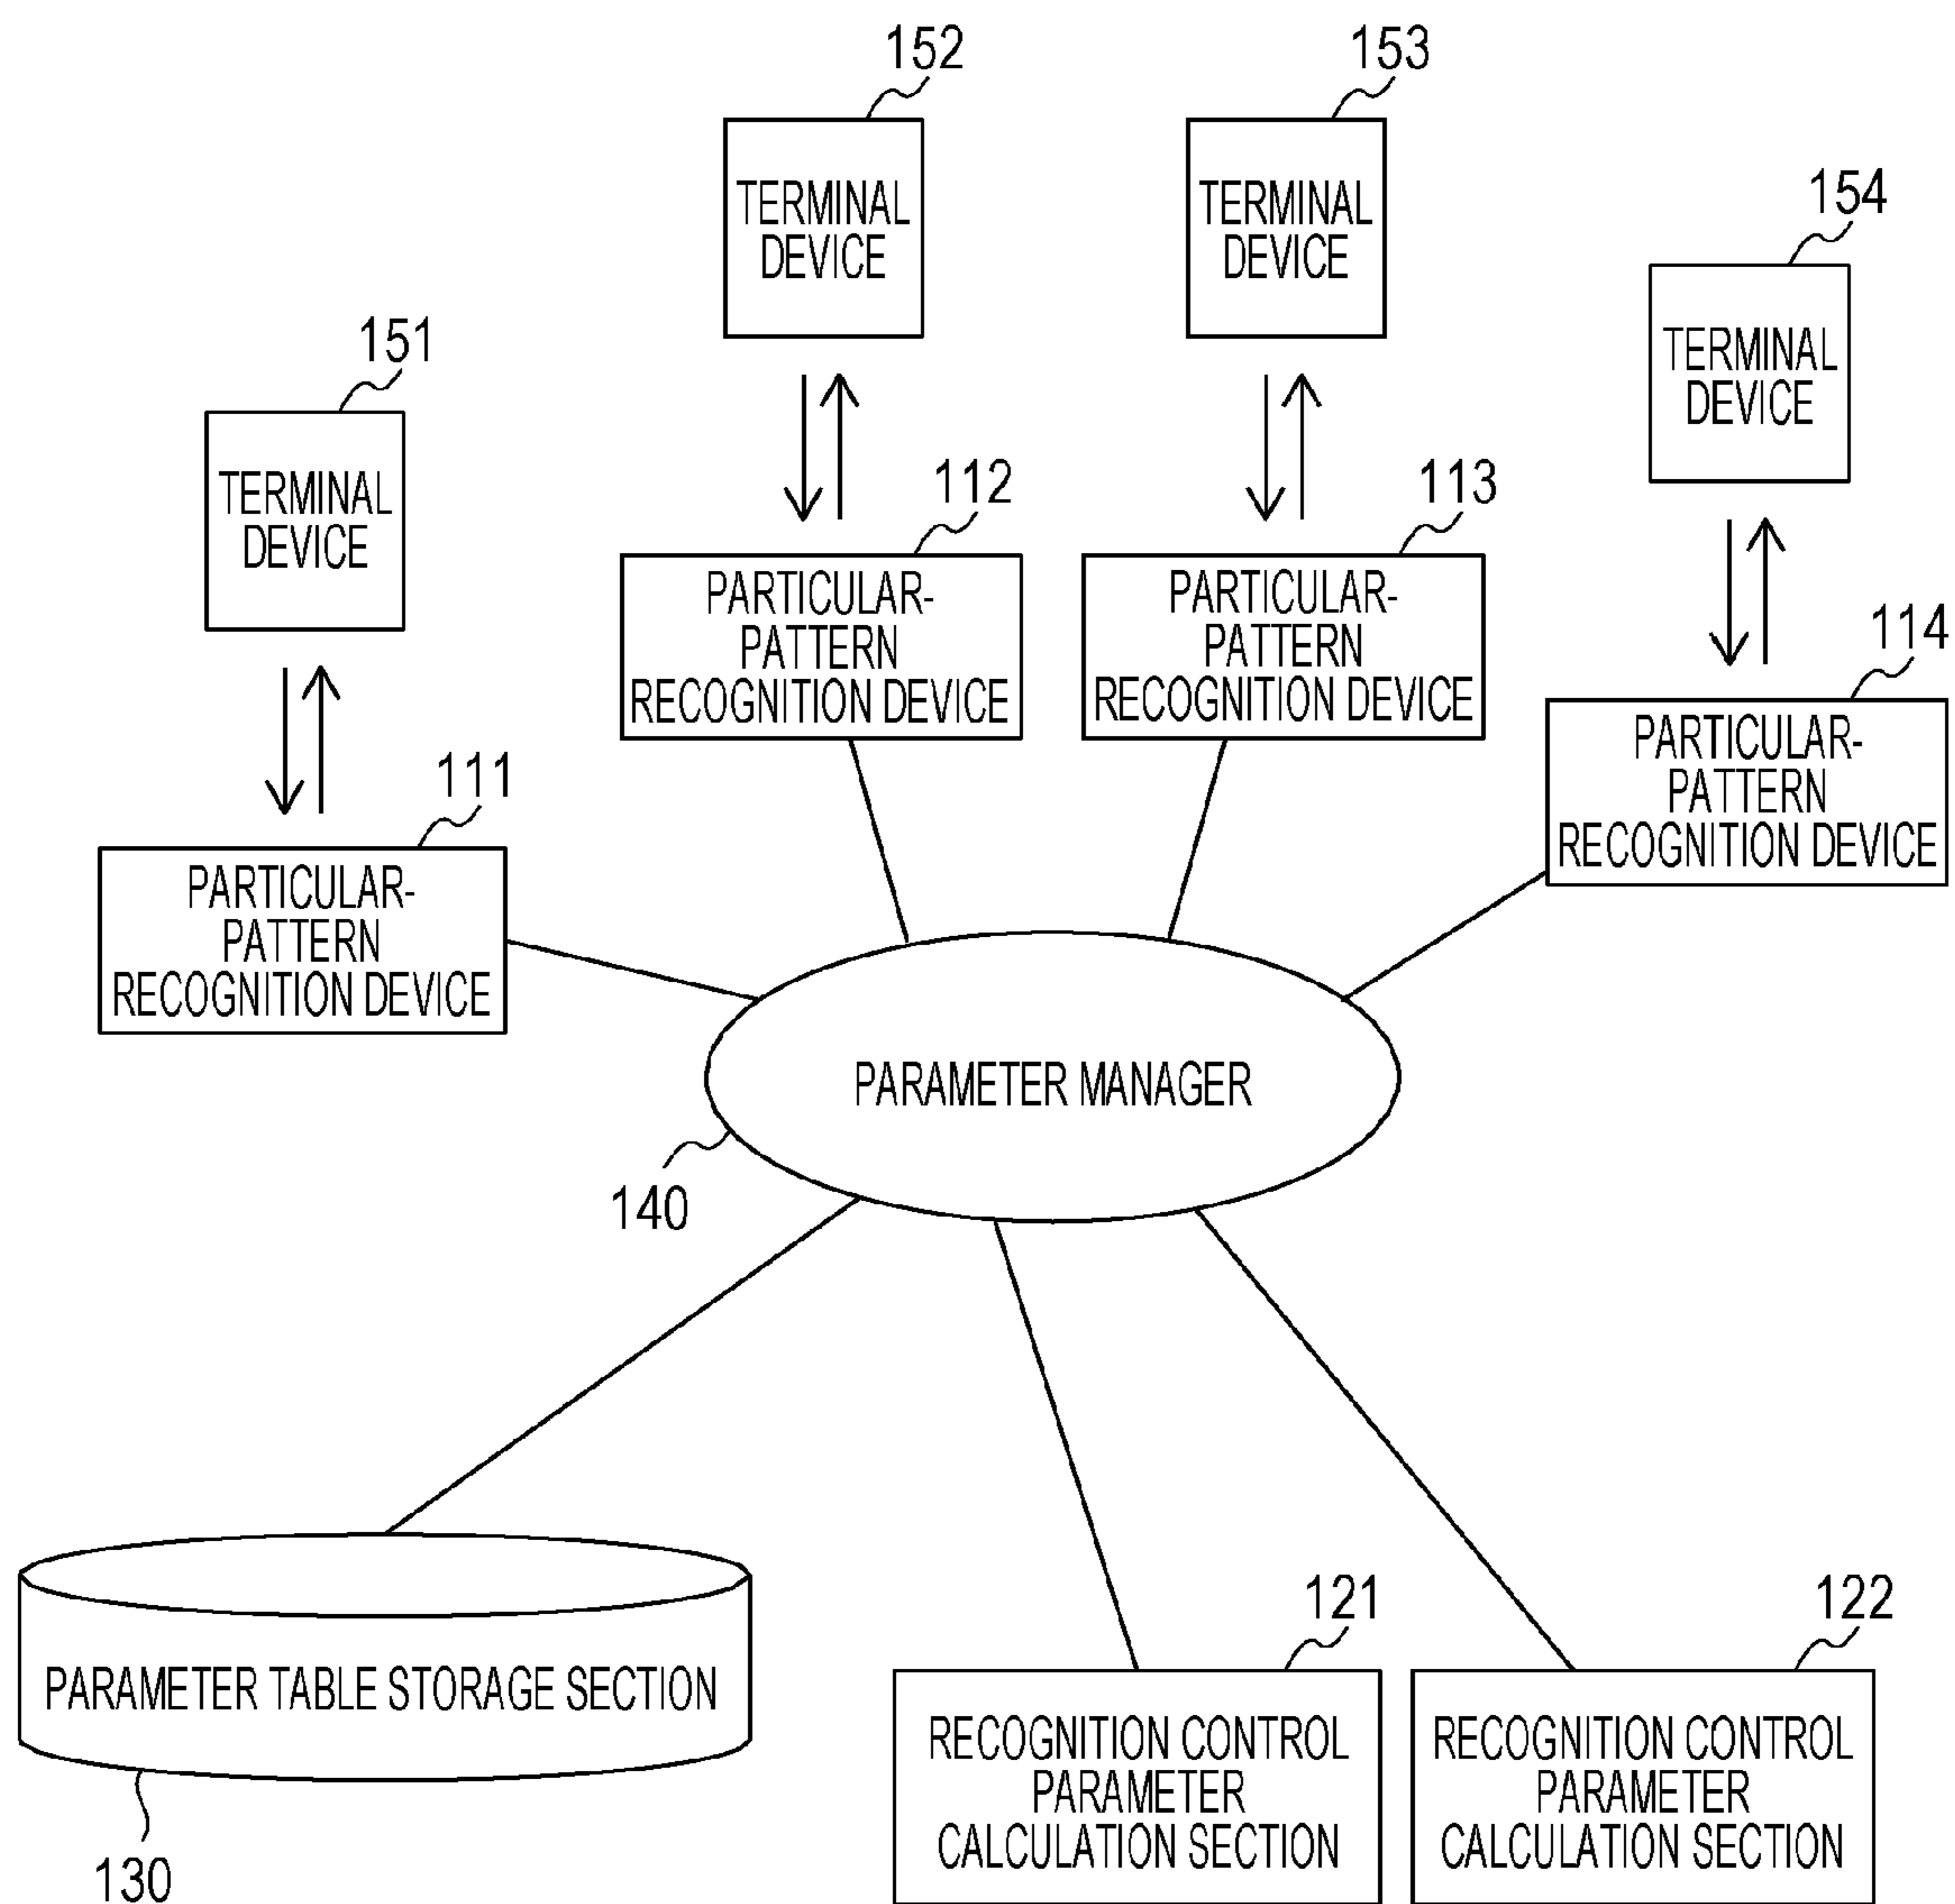 152
153
TERMINAL
DEVICE
TERMINAL
DEVICE
154
TERMINAL
DEVICE
151
TERMINAL
DEVICE
112
PARTICULAR-
PATTERN
RECOGNITION DEVICE
113
PARTICULAR-
PATTERN
RECOGNITION DEVICE
114
PARTICULAR-
PATTERN
RECOGNITION DEVICE
111
PARTICULAR-
PATTERN
RECOGNITION DEVICE
PARAMETER MANAGER
140
PARAMETER TABLE STORAGE SECTION
130
121
RECOGNITION CONTROL
PARAMETER
CALCULATION SECTION
122
RECOGNITION CONTROL
PARAMETER
CALCULATION SECTION